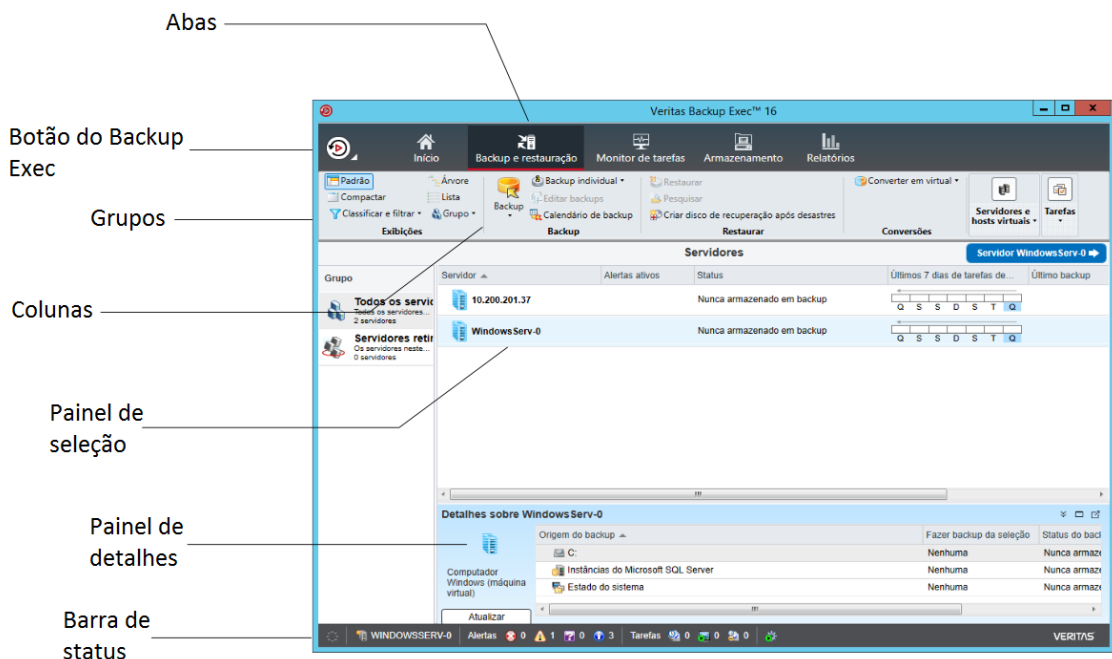 Abas
Botão do Backup
Exec
Grupos
Colunas
Painel de
seleção
Painel de
detalhes
Barra de
status
Veritas Backup Exec™ 16
Início
Backup e restauração
Monitor de tarefas
Armazenamento
Relatórios
Padrão
Compactar
Classificar e filtrar
Árvore
Lista
Grupo
Exibições
Backup
Backup individual
Editar backups
Calendário de backup
Backup
Restaurar
Pesquisar
Criar disco de recuperação após desastres
Restaurar
Converter em virtual
Conversões
Servidores e
hosts virtuais
Tarefas
Servidores
Servidor WindowsServ-0
Grupo
Todos os servic
Todos os servidores...
2 servidores
Servidores retir
Os servidores neste...
0 servidores
Servidor Alertas ativos Status Últimos 7 dias de tarefas de... Último backup
10.200.201.37 Nunca armazenado em backup
Q S S D S T Q
WindowsServ-0 Nunca armazenado em backup
Q S S D S T Q
Detalhes sobre WindowsServ-0
Computador
Windows (máquina
virtual)
Atualizar
Origem do backup Fazer backup da seleção Status do bacl
C: Nenhuma Nunca armaze
Instâncias do Microsoft SQL Server Nenhuma Nunca armaze
Estado do sistema Nenhuma Nunca armaze
WINDOWSSERV-0 Alertas 0 1 0 3 Tarefas 0 0 0 VERITAS